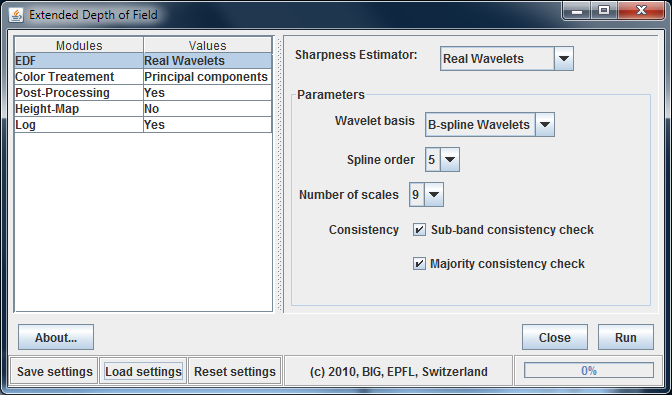 Extended Depth of Field
Modules Values
EDF Real Wavelets
Color Treatement Principal components
Post-Processing Yes
Height-Map No
Log Yes
Sharpness Estimator: Real Wavelets
Parameters
Wavelet basis B-spline Wavelets
Spline order 5
Number of scales 9
Consistency Sub-band consistency check
Majority consistency check
About... Close Run
Save settings Load settings Reset settings (c) 2010, BIG, EPFL, Switzerland 0%